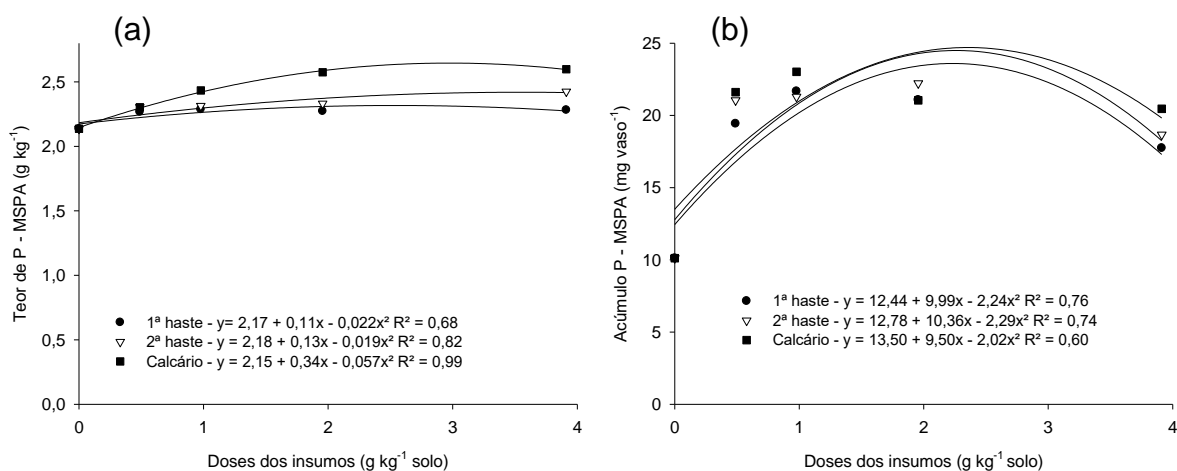 (a)
Teor de P - MSPA (g kg⁻¹)
2,5
2,0
1,5
1,0
0,5
0,0
1ª haste - y= 2,17 + 0,11x - 0,022x² R² = 0,68
2ª haste - y = 2,18 + 0,13x - 0,019x² R² = 0,82
Calcário - y = 2,15 + 0,34x - 0,057x² R² = 0,99
0 1 2 3 4
Doses dos insumos (g kg⁻¹ solo)
(b)
Acúmulo P - MSPA (mg vaso⁻¹)
25
20
15
10
5
0
1ª haste - y = 12,44 + 9,99x - 2,24x² R² = 0,76
2ª haste - y = 12,78 + 10,36x - 2,29x² R² = 0,74
Calcário - y = 13,50 + 9,50x - 2,02x² R² = 0,60
0 1 2 3 4
Doses dos insumos (g kg⁻¹ solo)